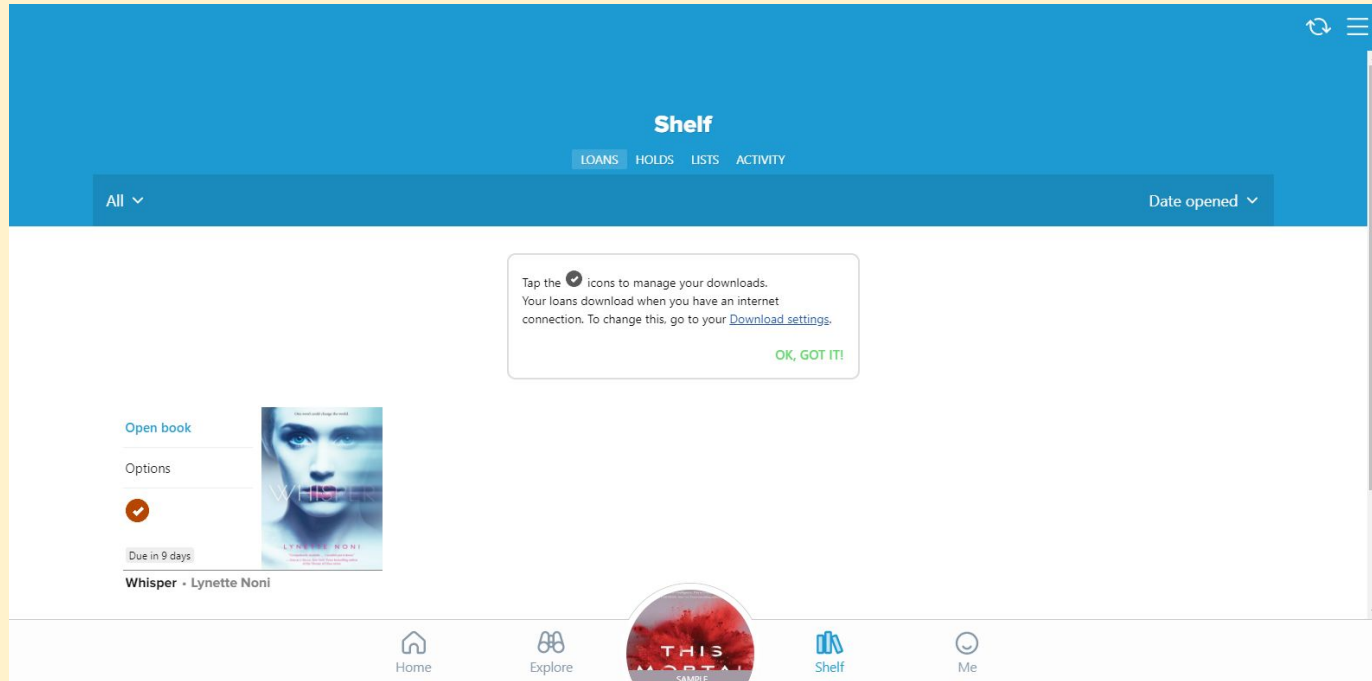 Shelf
LOANS HOLDS LISTS ACTIVITY
All
Date opened
Tap the icons to manage your downloads.
Your loans download when you have an internet
connection. To change this, go to your Download settings.
OK, GOT IT!
Open book
Options
Due in 9 days
WHISPER
LYNETTE NONI
Whisper • Lynette Noni
THIS
MORTAL
SAMPLE
Home
Explore
Shelf
Me